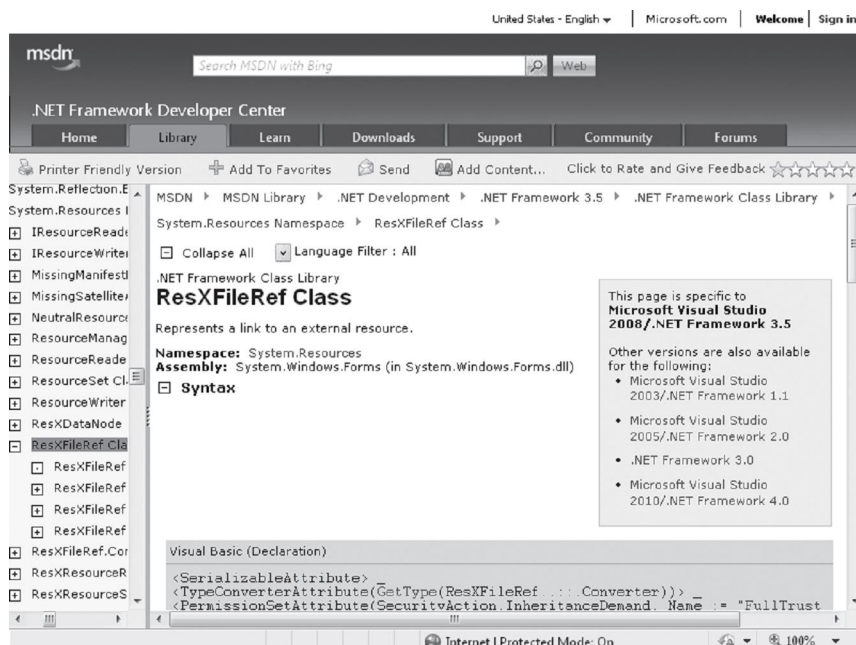 United States - English | Microsoft.com | Welcome | Sign in
msdn
Search MSDN with Bing
Web
.NET Framework Developer Center
Home Library Learn Downloads Support Community Forums
Printer Friendly Version Add To Favorites Send Add Content... Click to Rate and Give Feedback
System.Reflection.E
System.Resources
IResourceReade
IResourceWriter
MissingManifest
MissingSatellite
NeutralResource
ResourceManag
ResourceReade
ResourceSet Cl
ResourceWriter
ResXDataNode
ResXFileRef Cla
ResXFileRef
ResXFileRef
ResXFileRef
ResXFileRef
ResXFileRef.Cor
ResXResourceR
ResXResourceS
MSDN MSDN Library .NET Development .NET Framework 3.5 .NET Framework Class Library
System.Resources Namespace ResXFileRef Class
Collapse All Language Filter : All
.NET Framework Class Library
ResXFileRef Class
Represents a link to an external resource.
Namespace: System.Resources
Assembly: System.Windows.Forms (in System.Windows.Forms.dll)
Syntax
This page is specific to
Microsoft Visual Studio
2008/.NET Framework 3.5
Other versions are also available
for the following:
• Microsoft Visual Studio
2003/.NET Framework 1.1
• Microsoft Visual Studio
2005/.NET Framework 2.0
• .NET Framework 3.0
• Microsoft Visual Studio
2010/.NET Framework 4.0
Visual Basic (Declaration)
<SerializableAttribute> _
<TypeConverterAttribute(GetType(ResXFileRef..::.Converter))> _
<PermissionSetAttribute(SecurityAction.InheritanceDemand, Name := "FullTrust
Internet | Protected Mode: On
100%